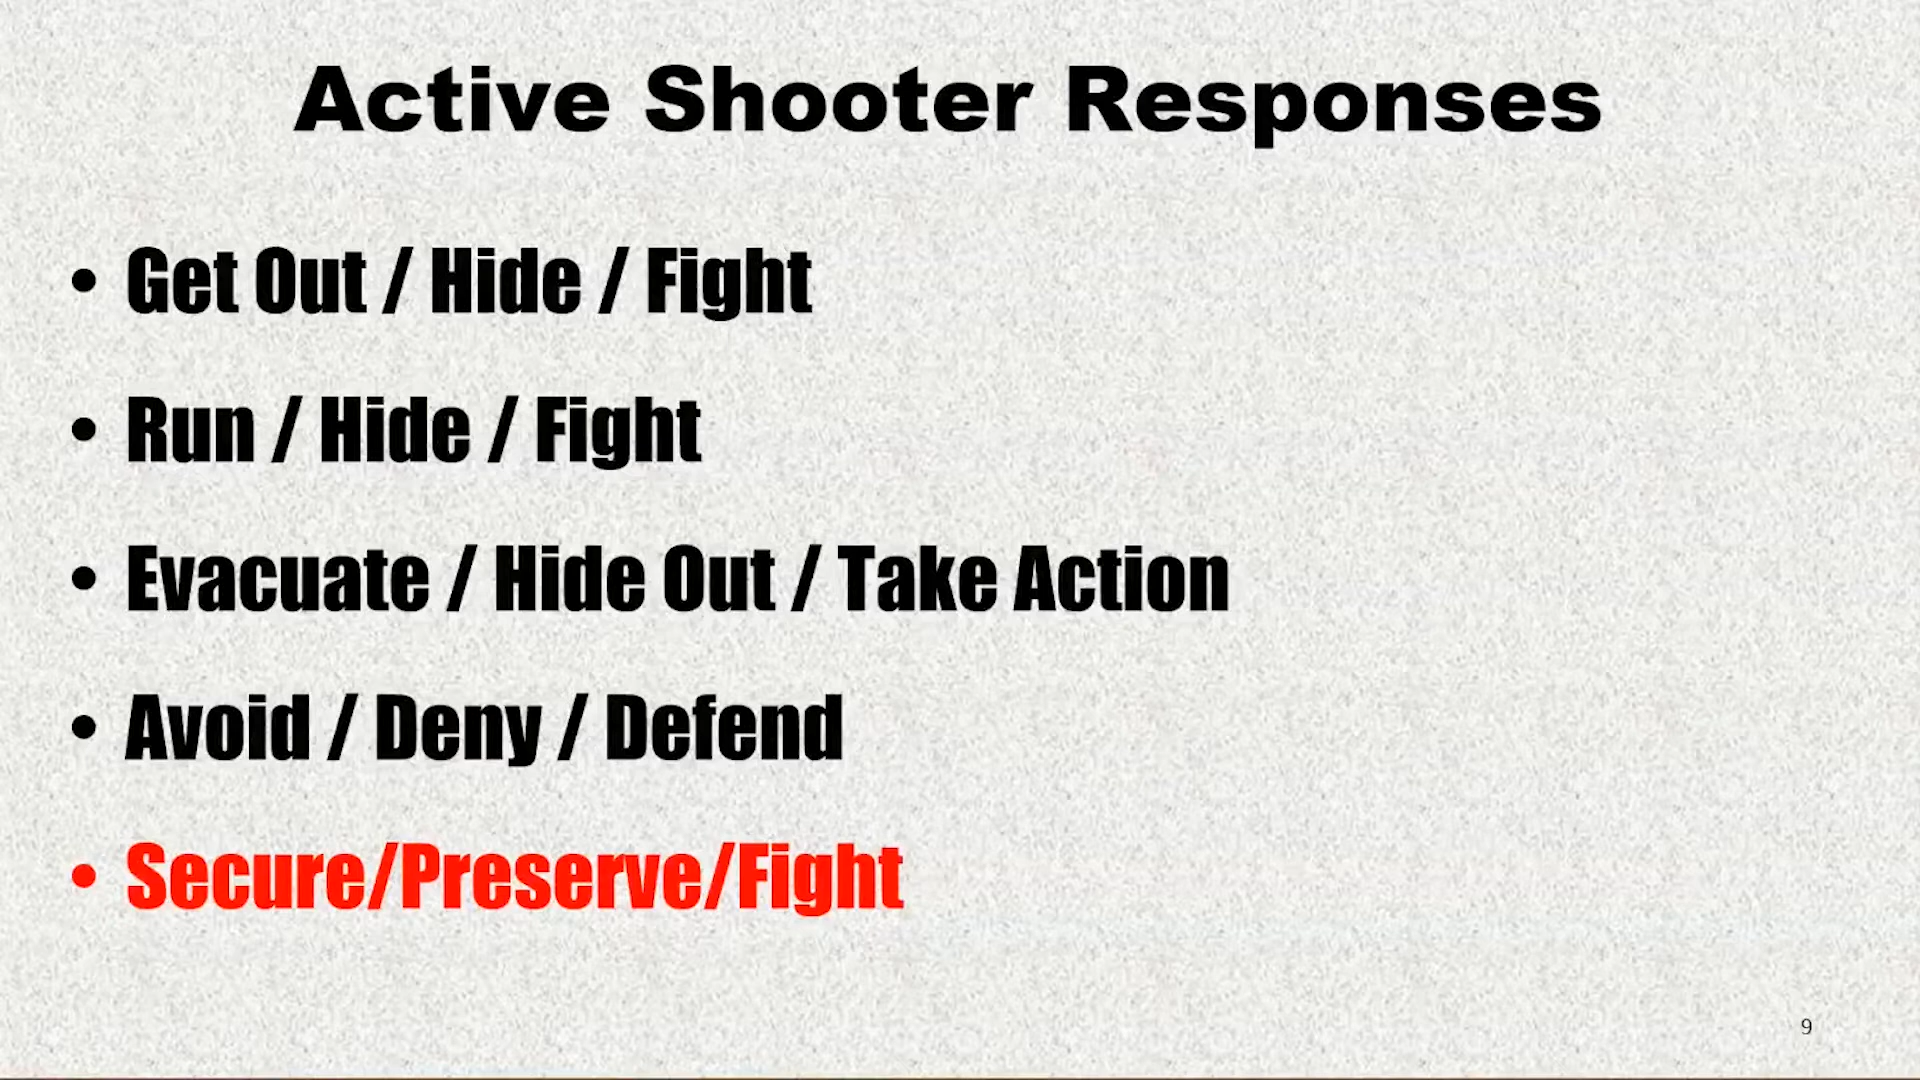 Active Shooter Responses
• Get Out / Hide / Fight
• Run / Hide / Fight
• Evacuate / Hide Out / Take Action
• Avoid / Deny / Defend
• Secure/Preserve/Fight
9